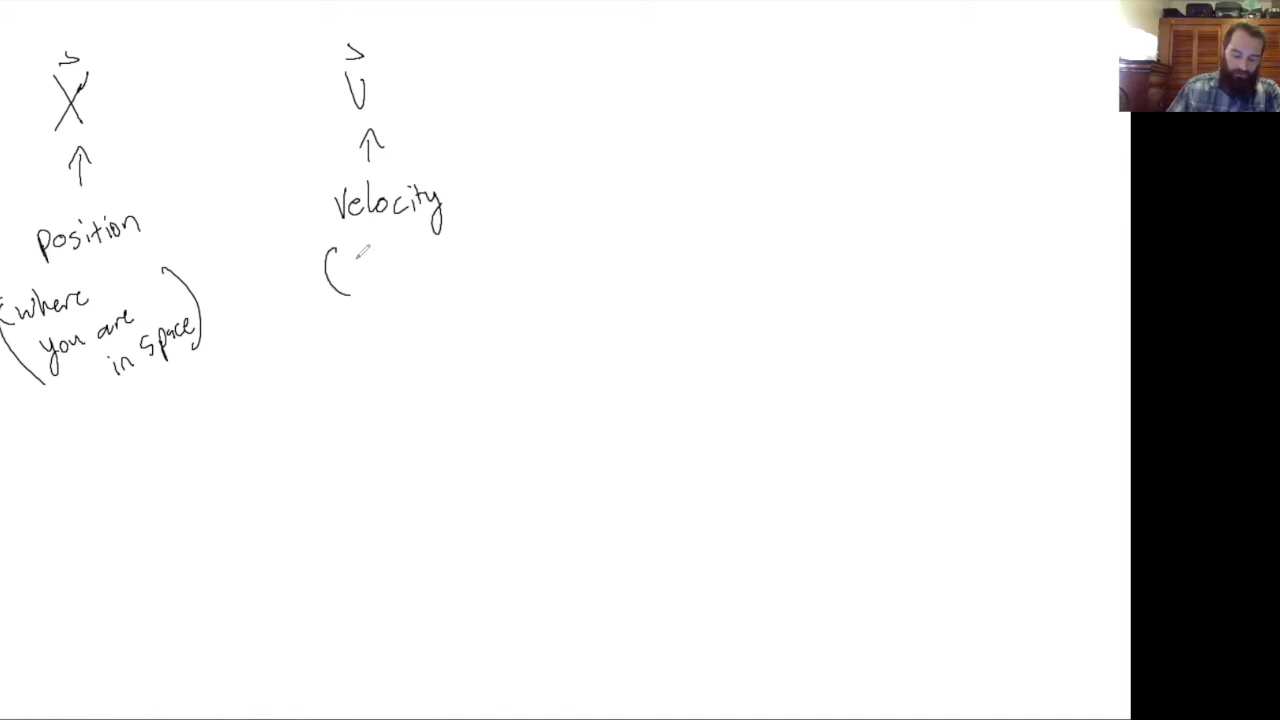 x⃗
v⃗
↑
↑
position
velocity
(where
you are
in space)
(